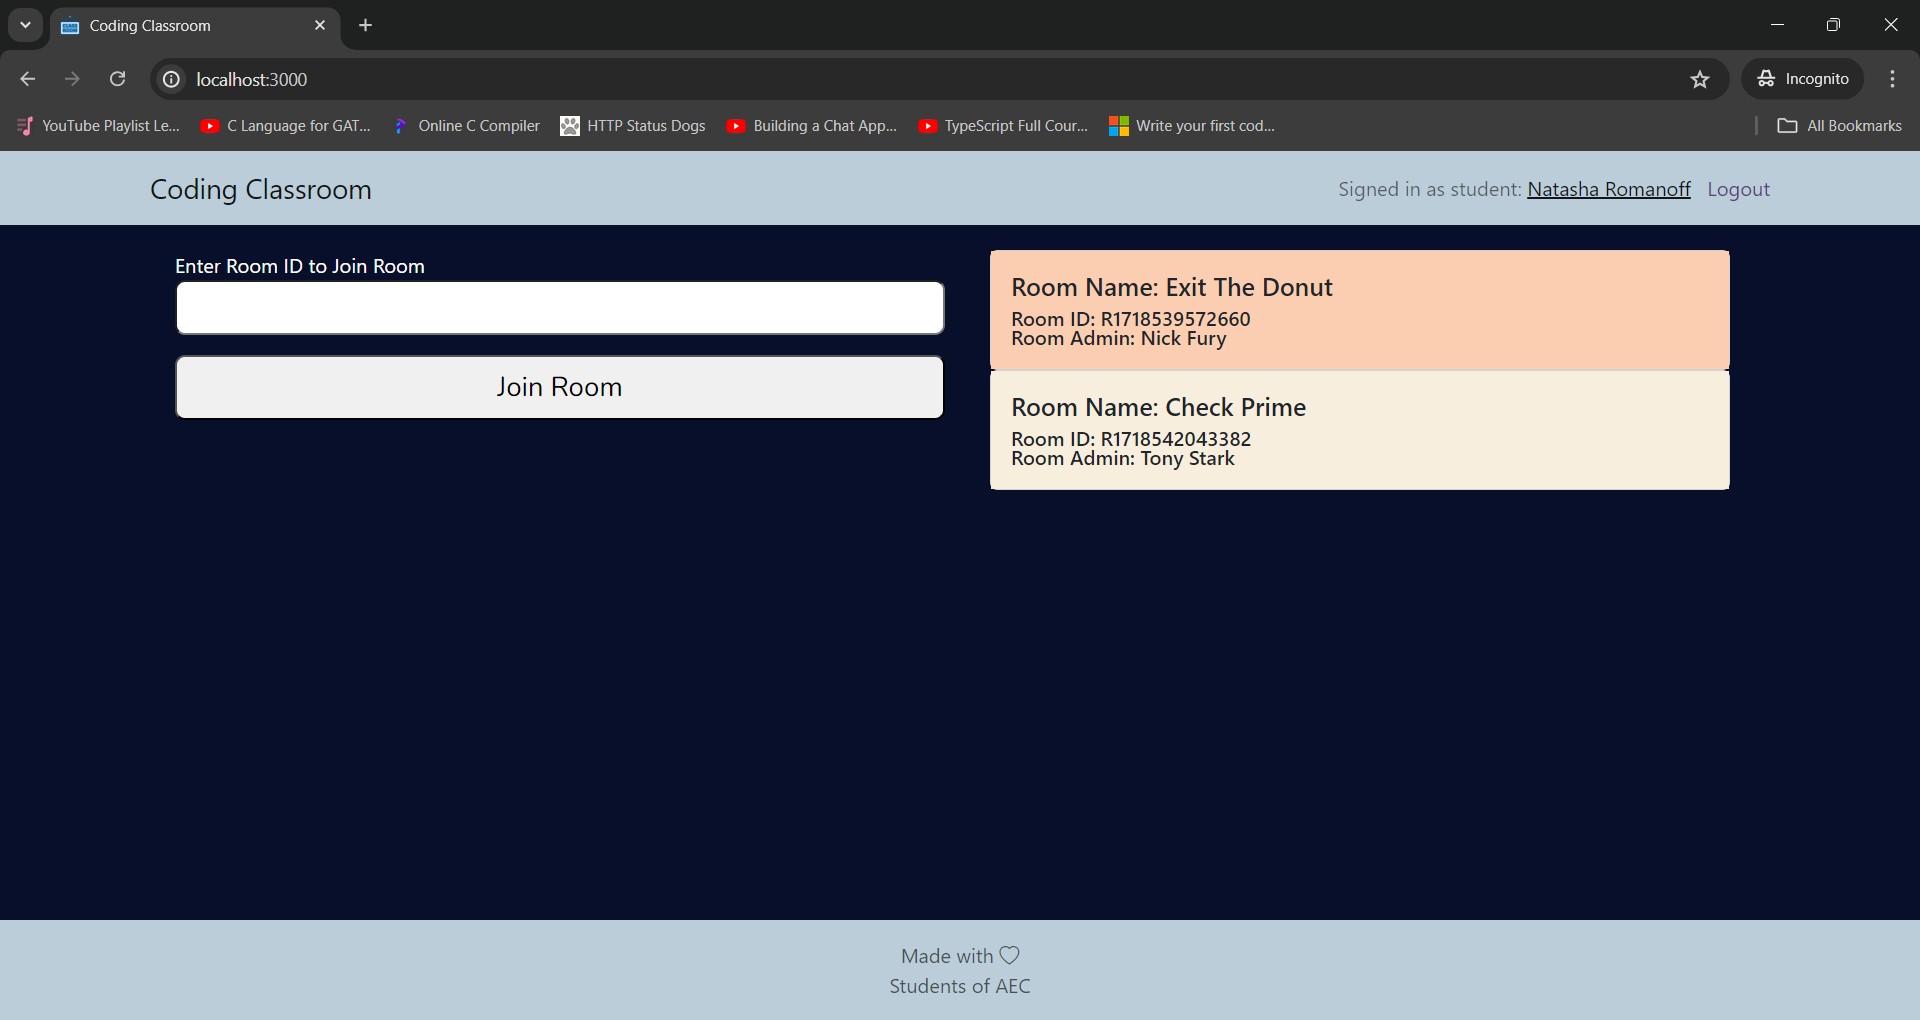 Coding Classroom
localhost:3000
Incognito
YouTube Playlist Le...
C Language for GAT...
Online C Compiler
HTTP Status Dogs
Building a Chat App...
TypeScript Full Cour...
Write your first cod...
All Bookmarks
Coding Classroom
Signed in as student: Natasha Romanoff Logout
Enter Room ID to Join Room
Join Room
Room Name: Exit The Donut
Room ID: R1718539572660
Room Admin: Nick Fury
Room Name: Check Prime
Room ID: R1718542043382
Room Admin: Tony Stark
Made with ♡
Students of AEC